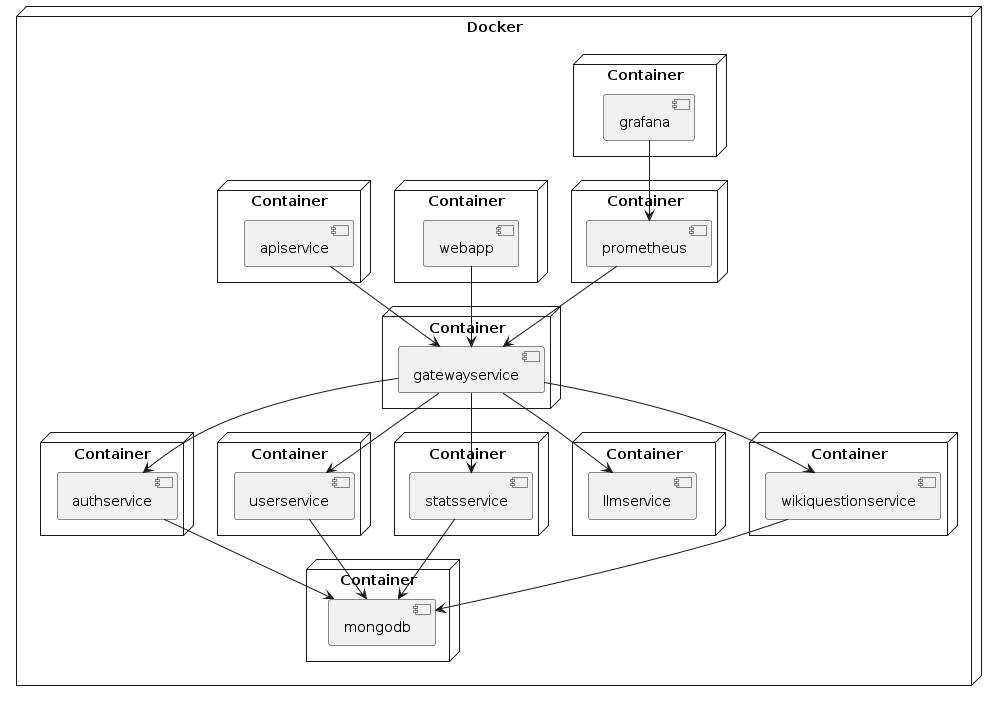 Docker
Container
grafana
Container
Container
Container
apiservice
webapp
prometheus
Container
gatewayservice
Container
Container
Container
Container
Container
authservice
userservice
statsservice
llmservice
wikiquestionservice
Container
mongodb